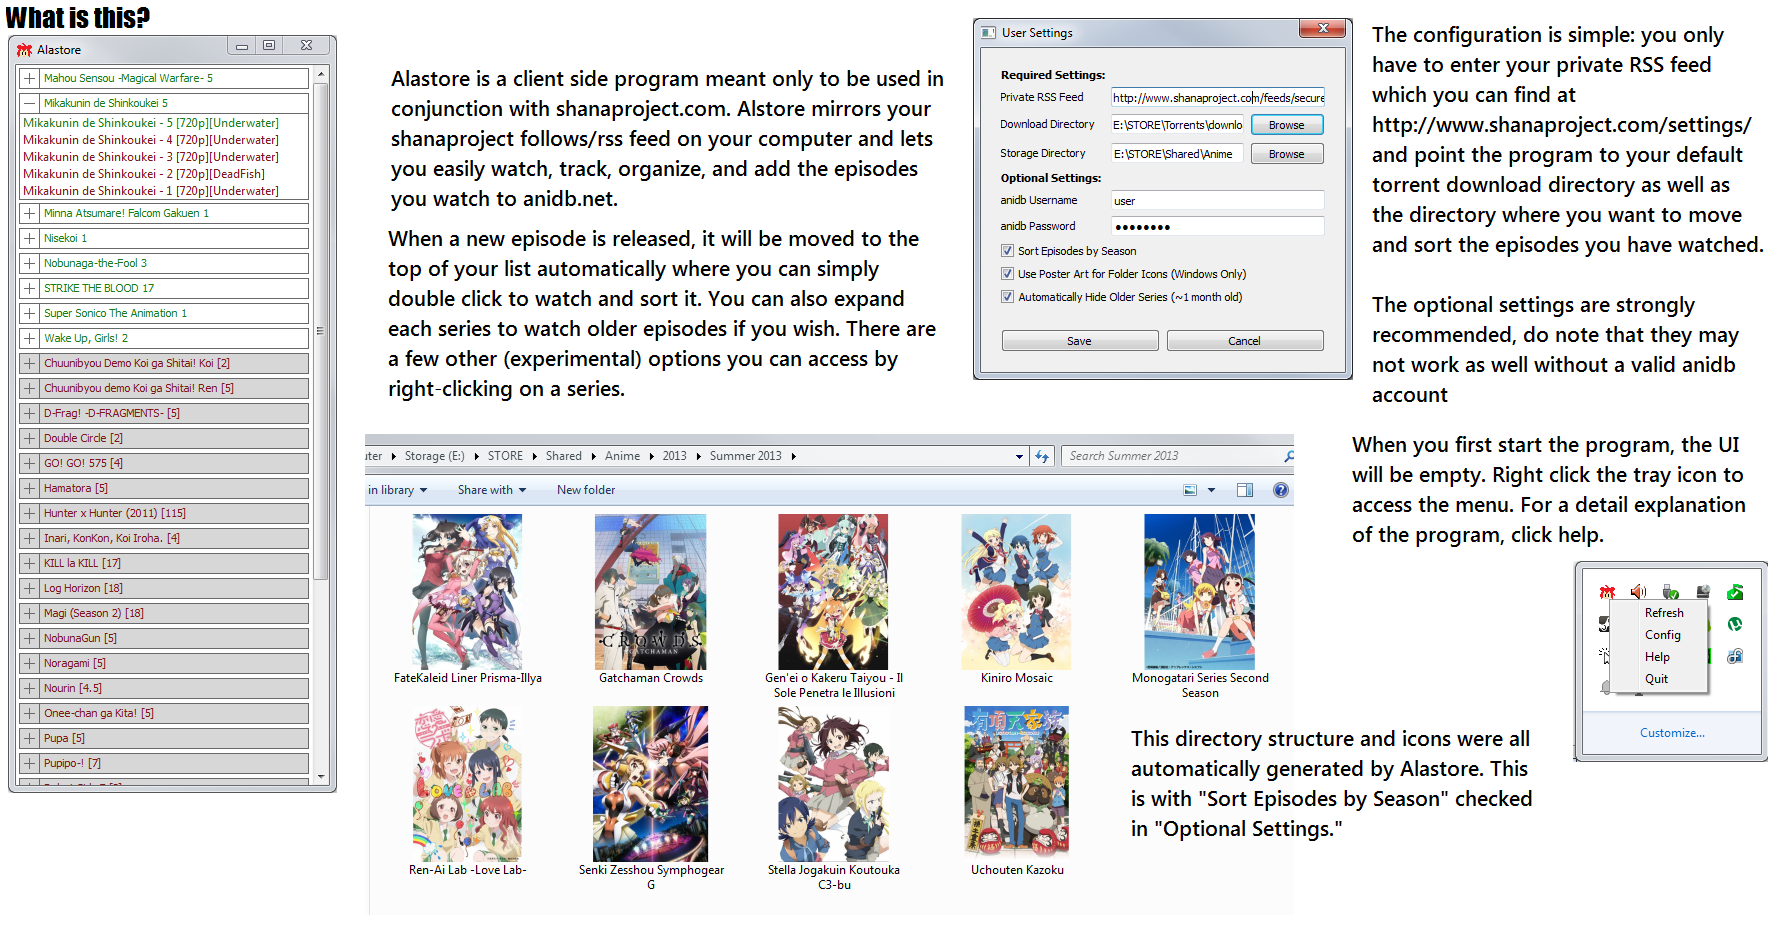 What is this?
Alastore
Mahou Sensou -Magical Warfare- 5
Mikakunin de Shinkoukei 5
Mikakunin de Shinkoukei - 5 [720p][Underwater]
Mikakunin de Shinkoukei - 4 [720p][Underwater]
Mikakunin de Shinkoukei - 3 [720p][Underwater]
Mikakunin de Shinkoukei - 2 [720p][DeadFish]
Mikakunin de Shinkoukei - 1 [720p][Underwater]
Minna Atsumare! Falcom Gakuen 1
Nisekoi 1
Nobunaga-the-Fool 3
STRIKE THE BLOOD 17
Super Sonico The Animation 1
Wake Up, Girls! 2
Chuunibyou Demo Koi ga Shitai! Koi [2]
Chuunibyou demo Koi ga Shitai! Ren [5]
D-Frag! -D-FRAGMENTS- [5]
Double Circle [2]
GO! GO! 575 [4]
Hamatora [5]
Hunter x Hunter (2011) [115]
Inari, KonKon, Koi Iroha. [4]
KILL la KILL [17]
Log Horizon [18]
Magi (Season 2) [18]
NobunaGun [5]
Noragami [5]
Nourin [4.5]
Onee-chan ga Kita! [5]
Pupa [5]
Pupipo-! [7]
Alastore is a client side program meant only to be used in
conjunction with shanaproject.com. Alstore mirrors your
shanaproject follows/rss feed on your computer and lets
you easily watch, track, organize, and add the episodes
you watch to anidb.net.
When a new episode is released, it will be moved to the
top of your list automatically where you can simply
double click to watch and sort it. You can also expand
each series to watch older episodes if you wish. There are
a few other (experimental) options you can access by
right-clicking on a series.
User Settings
Required Settings:
Private RSS Feed http://www.shanaproject.com/feeds/secure
Download Directory E:\STORE\Torrents\downlo Browse
Storage Directory E:\STORE\Shared\Anime Browse
Optional Settings:
anidb Username user
anidb Password ●●●●●●●●
Sort Episodes by Season
Use Poster Art for Folder Icons (Windows Only)
Automatically Hide Older Series (~1 month old)
Save Cancel
The configuration is simple: you only
have to enter your private RSS feed
which you can find at
http://www.shanaproject.com/settings/
and point the program to your default
torrent download directory as well as
the directory where you want to move
and sort the episodes you have watched.
The optional settings are strongly
recommended, do note that they may
not work as well without a valid anidb
account
When you first start the program, the UI
will be empty. Right click the tray icon to
access the menu. For a detail explanation
of the program, click help.
uter Storage (E:) STORE Shared Anime 2013 Summer 2013 Search Summer 2013
in library Share with New folder
CROWDS
GATCHAMAN
FateKaleid Liner Prisma-Illya
Gatchaman Crowds
Gen'ei o Kakeru Taiyou - Il
Sole Penetra le Illusioni
Kiniro Mosaic
Monogatari Series Second
Season
有頂天家族
Ren-Ai Lab -Love Lab-
Senki Zesshou Symphogear
G
Stella Jogakuin Koutouka
C3-bu
Uchouten Kazoku
Refresh
Config
Help
Quit
Customize...
This directory structure and icons were all
automatically generated by Alastore. This
is with "Sort Episodes by Season" checked
in "Optional Settings."